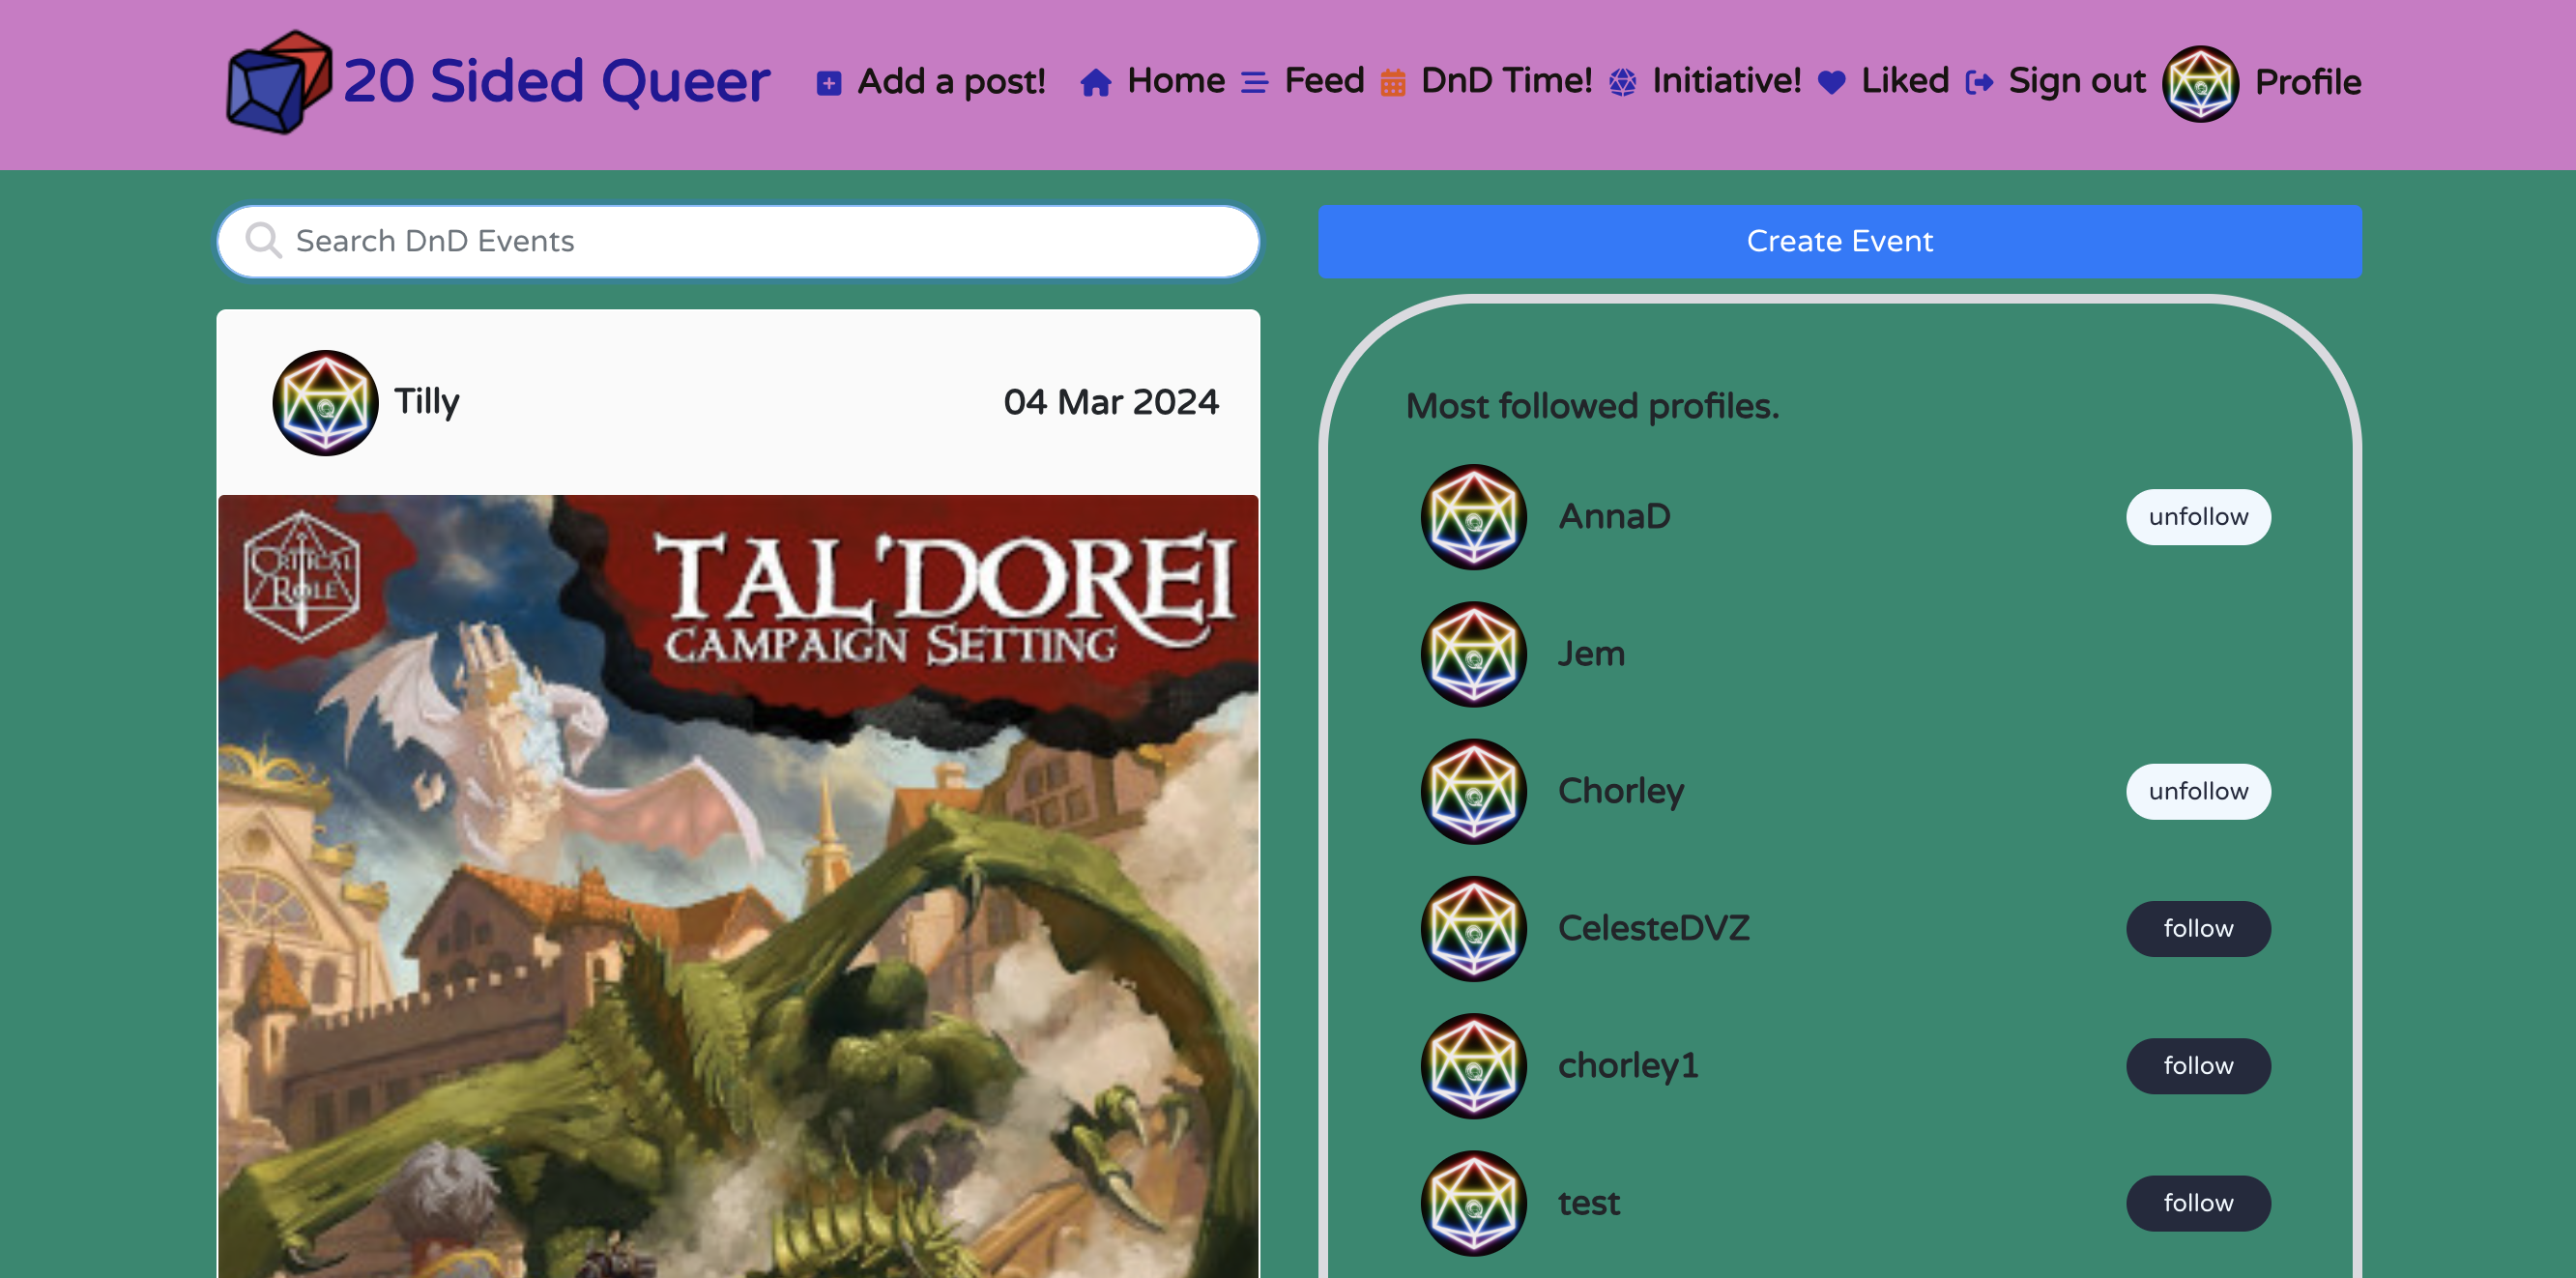 20 Sided Queer
Add a post!
Home
Feed
DnD Time!
Initiative!
Liked
Sign out
Profile
Search DnD Events
Create Event
Tilly
04 Mar 2024
CRITICAL
ROLE
TAL'DOREI
CAMPAIGN SETTING
Most followed profiles.
AnnaD
unfollow
Jem
Chorley
unfollow
CelesteDVZ
follow
chorley1
follow
test
follow